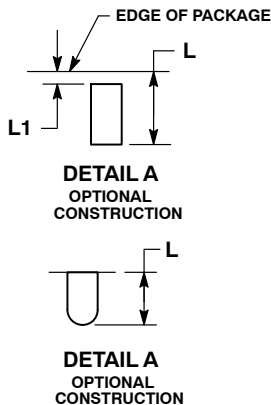 EDGE OF PACKAGE
L
L1
DETAIL A
OPTIONAL
CONSTRUCTION
L
DETAIL A
OPTIONAL
CONSTRUCTION